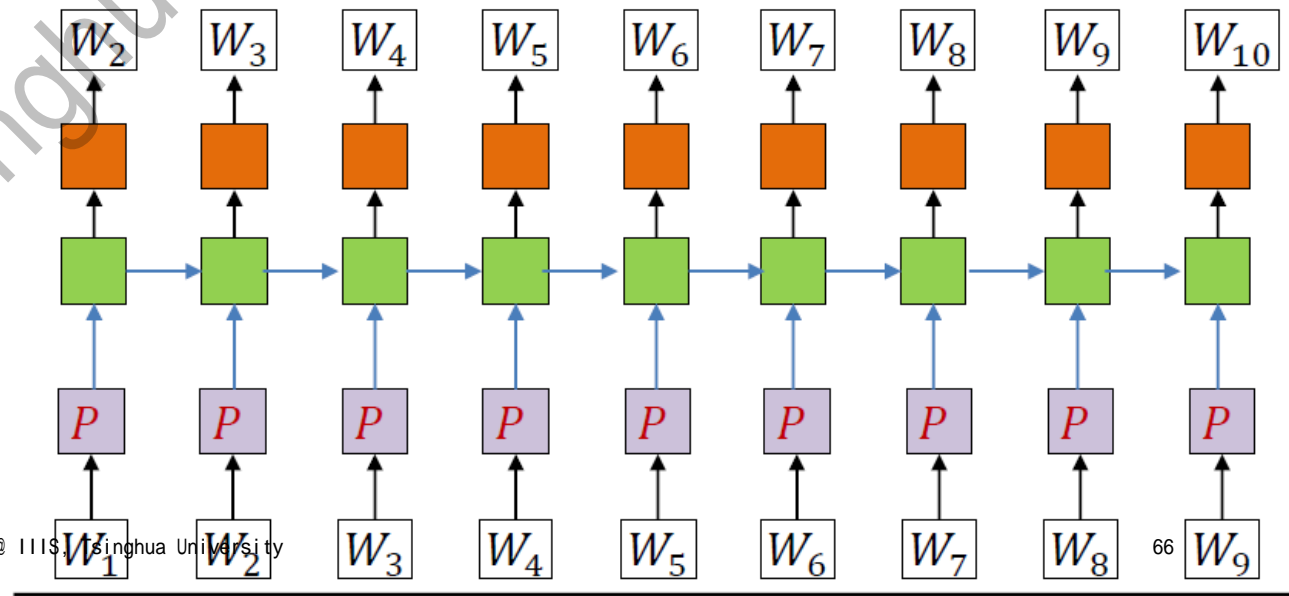 W₂ W₃ W₄ W₅ W₆ W₇ W₈ W₉ W₁₀
P P P P P P P P P
W₁ W₂ W₃ W₄ W₅ W₆ W₇ W₈ W₉
@ IIIS, Tsinghua University
66